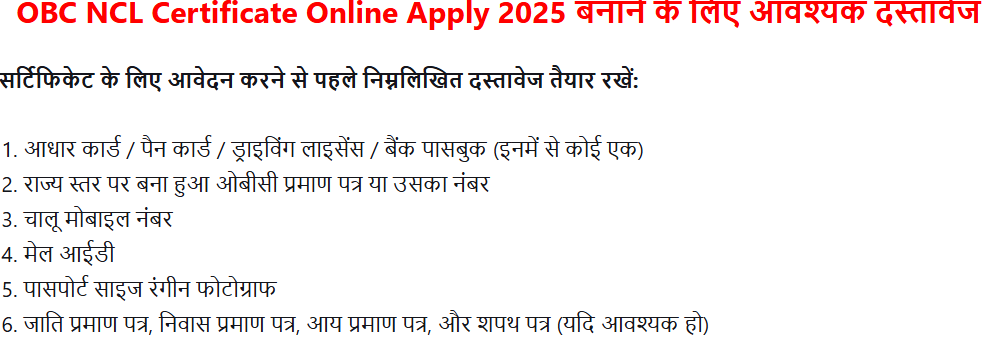 OBC NCL Certificate Online Apply 2025 बनाने के लिए आवश्यक दस्तावेज
सर्टिफिकेट के लिए आवेदन करने से पहले निम्नलिखित दस्तावेज तैयार रखें:
1. आधार कार्ड / पैन कार्ड / ड्राइविंग लाइसेंस / बैंक पासबुक (इनमें से कोई एक)
2. राज्य स्तर पर बना हुआ ओबीसी प्रमाण पत्र या उसका नंबर
3. चालू मोबाइल नंबर
4. मेल आईडी
5. पासपोर्ट साइज रंगीन फोटोग्राफ
6. जाति प्रमाण पत्र, निवास प्रमाण पत्र, आय प्रमाण पत्र, और शपथ पत्र (यदि आवश्यक हो)